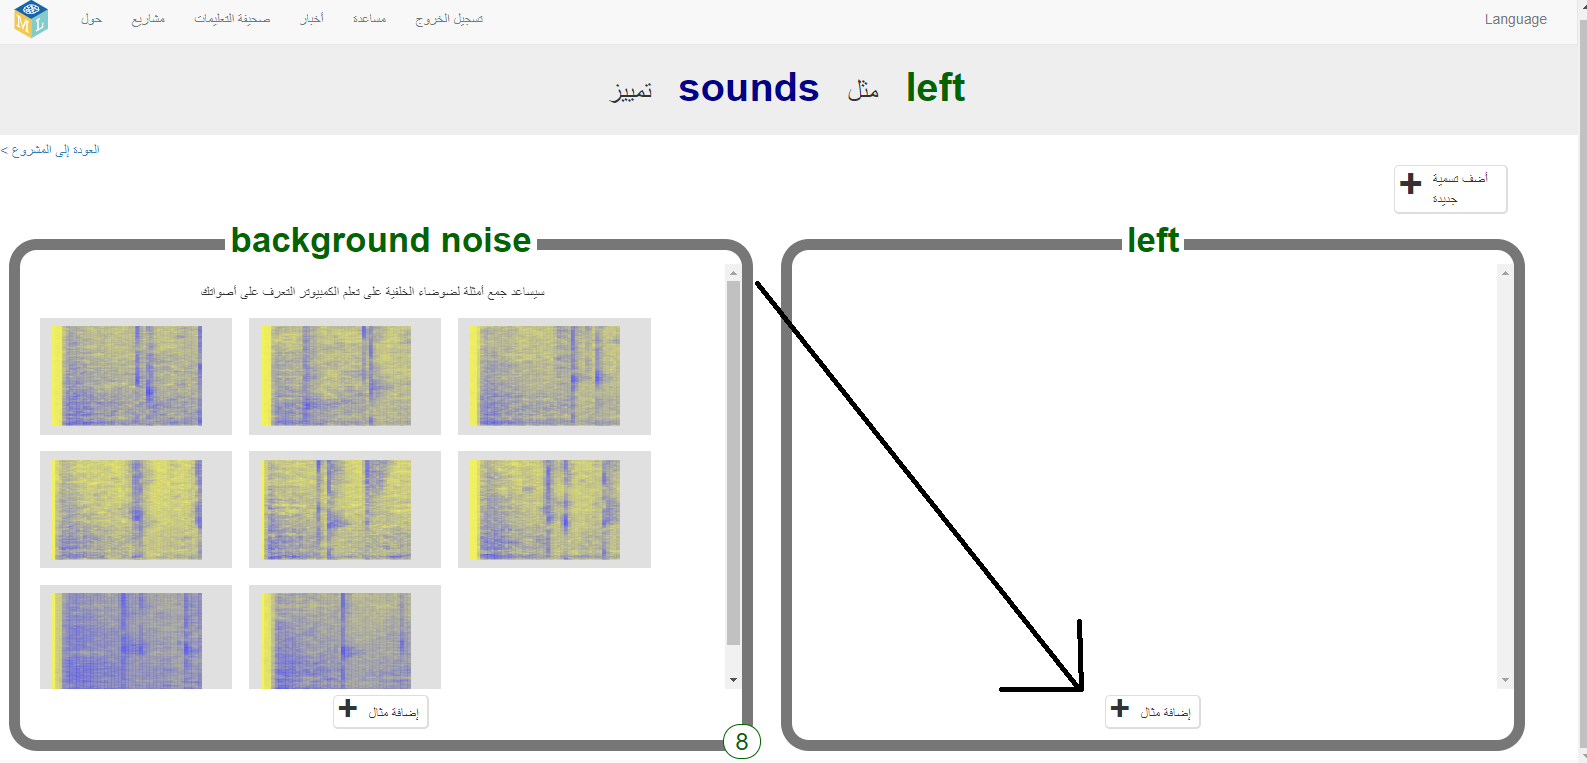 ML حول مشاريع صحيفة التعليمات أخبار مساعدة تسجيل الخروج Language
تمييز sounds مثل left
العودة إلى المشروع >
أضف تسمية
جديدة
background noise
سيساعد جمع أمثلة لضوضاء الخلفية على تعلم الكمبيوتر التعرف على أصواتك
إضافة مثال
8
left
إضافة مثال